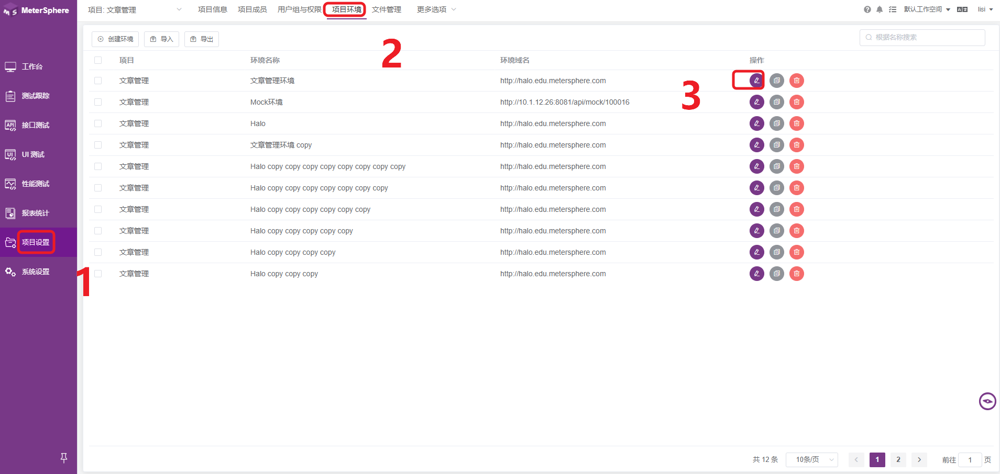 MeterSphere
项目: 文章管理 项目信息 项目成员 用户组与权限 项目环境 文件管理 更多选项 默认工作空间 lisi
创建环境 导入 导出 根据名称搜索
2
项目 环境名称 环境域名 操作
文章管理 文章管理环境 http://halo.edu.metersphere.com
3
文章管理 Mock环境 http://10.1.12.26:8081/api/mock/100016
文章管理 Halo http://halo.edu.metersphere.com
文章管理 文章管理环境 copy http://halo.edu.metersphere.com
文章管理 Halo copy copy copy copy copy copy copy copy http://halo.edu.metersphere.com
文章管理 Halo copy copy copy copy copy copy copy http://halo.edu.metersphere.com
文章管理 Halo copy copy copy copy copy copy http://halo.edu.metersphere.com
文章管理 Halo copy copy copy copy copy http://halo.edu.metersphere.com
文章管理 Halo copy copy copy copy http://halo.edu.metersphere.com
文章管理 Halo copy copy copy http://halo.edu.metersphere.com
工作台
测试跟踪
API 接口测试
UI UI 测试
性能测试
报表统计
项目设置
系统设置
1
共 12 条 10条/页 1 2 前往 1 页